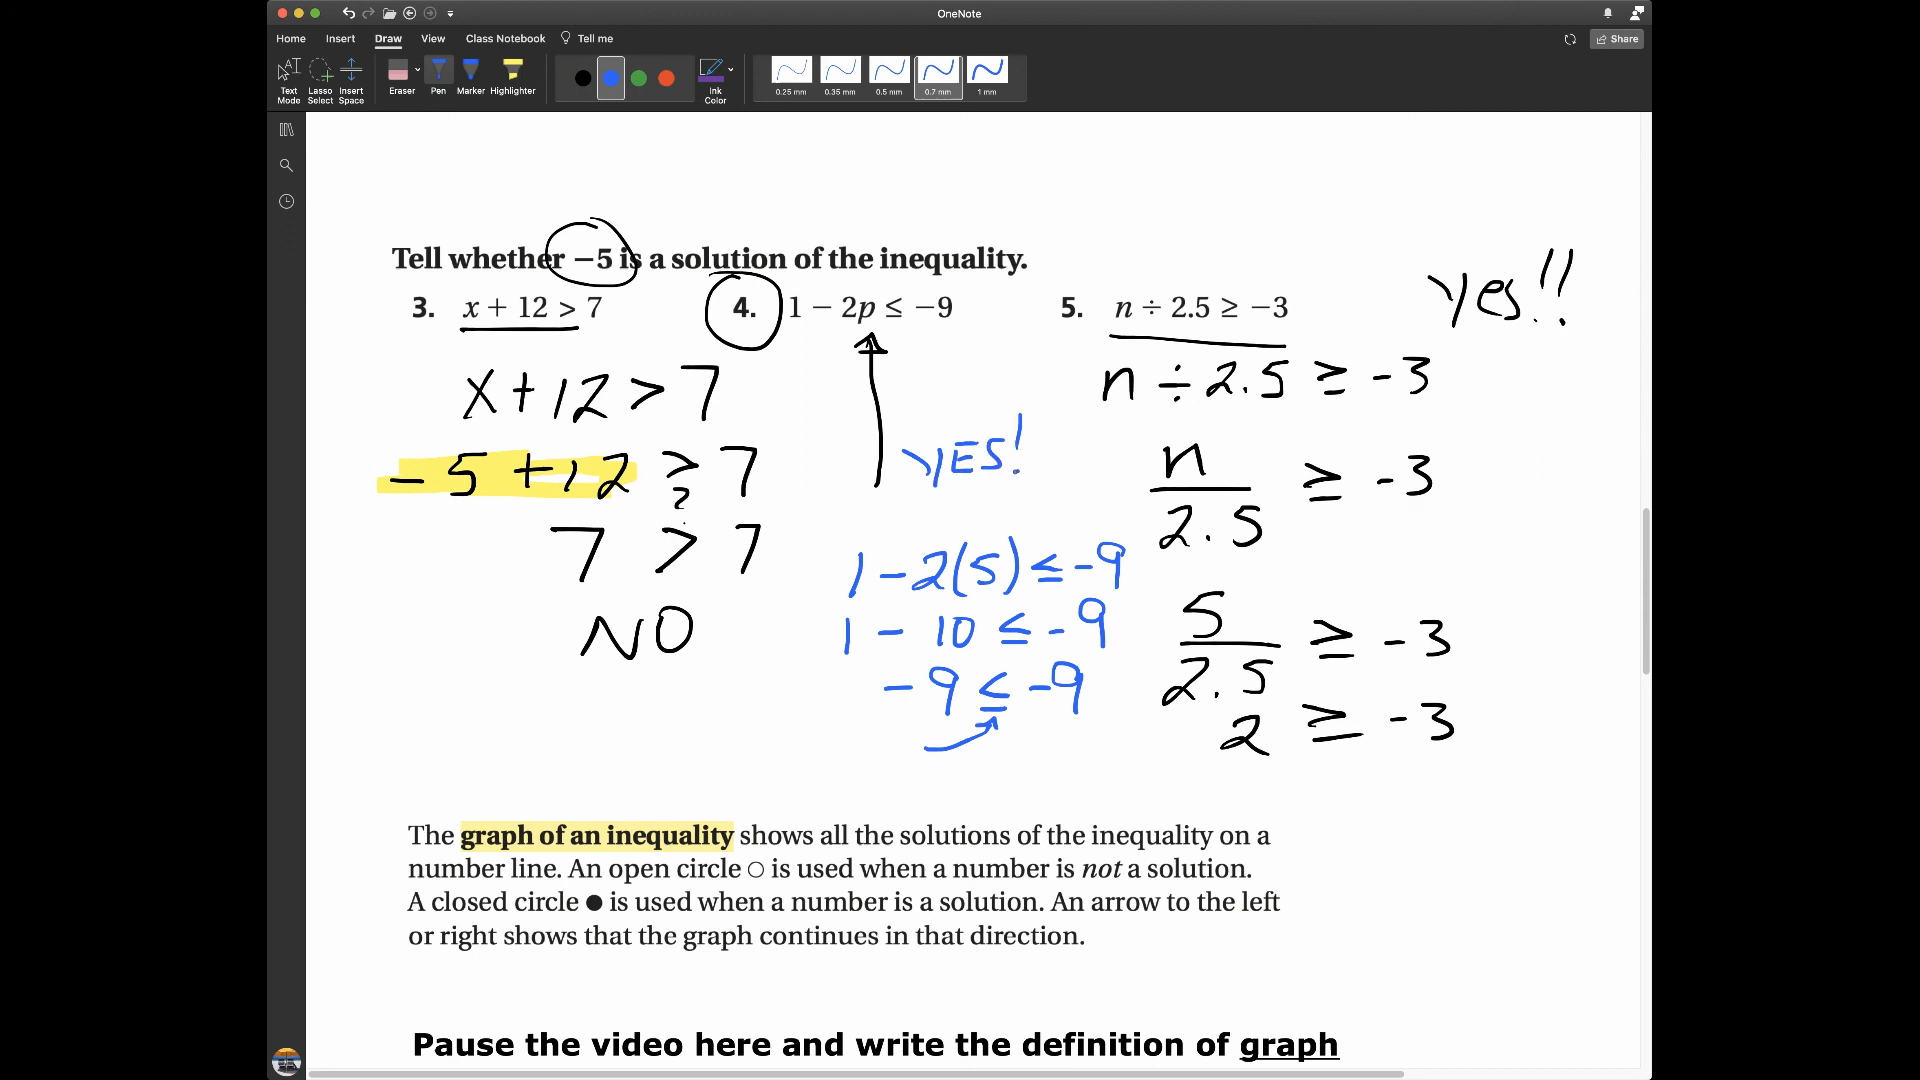 OneNote
Home Insert Draw View Class Notebook Tell me
Share
Text Mode
Lasso Select
Insert Space
Eraser
Pen
Marker
Highlighter
Ink Color
0.25 mm
0.35 mm
0.5 mm
0.7 mm
1 mm
Tell whether −5 is a solution of the inequality.
3. x + 12 > 7
4. 1 − 2p ≤ −9
5. n ÷ 2.5 ≥ −3
yes!!
x + 12 > 7
- 5 + 12 > 7
?
7 > 7
NO
YES!
1 - 2(5) ≤ -9
1 - 10 ≤ -9
-9 ≤ -9
n ÷ 2.5 ≥ -3
n
2.5 ≥ -3
5
2.5 ≥ -3
2 ≥ -3
The graph of an inequality shows all the solutions of the inequality on a
number line. An open circle ○ is used when a number is not a solution.
A closed circle ● is used when a number is a solution. An arrow to the left
or right shows that the graph continues in that direction.
Pause the video here and write the definition of graph